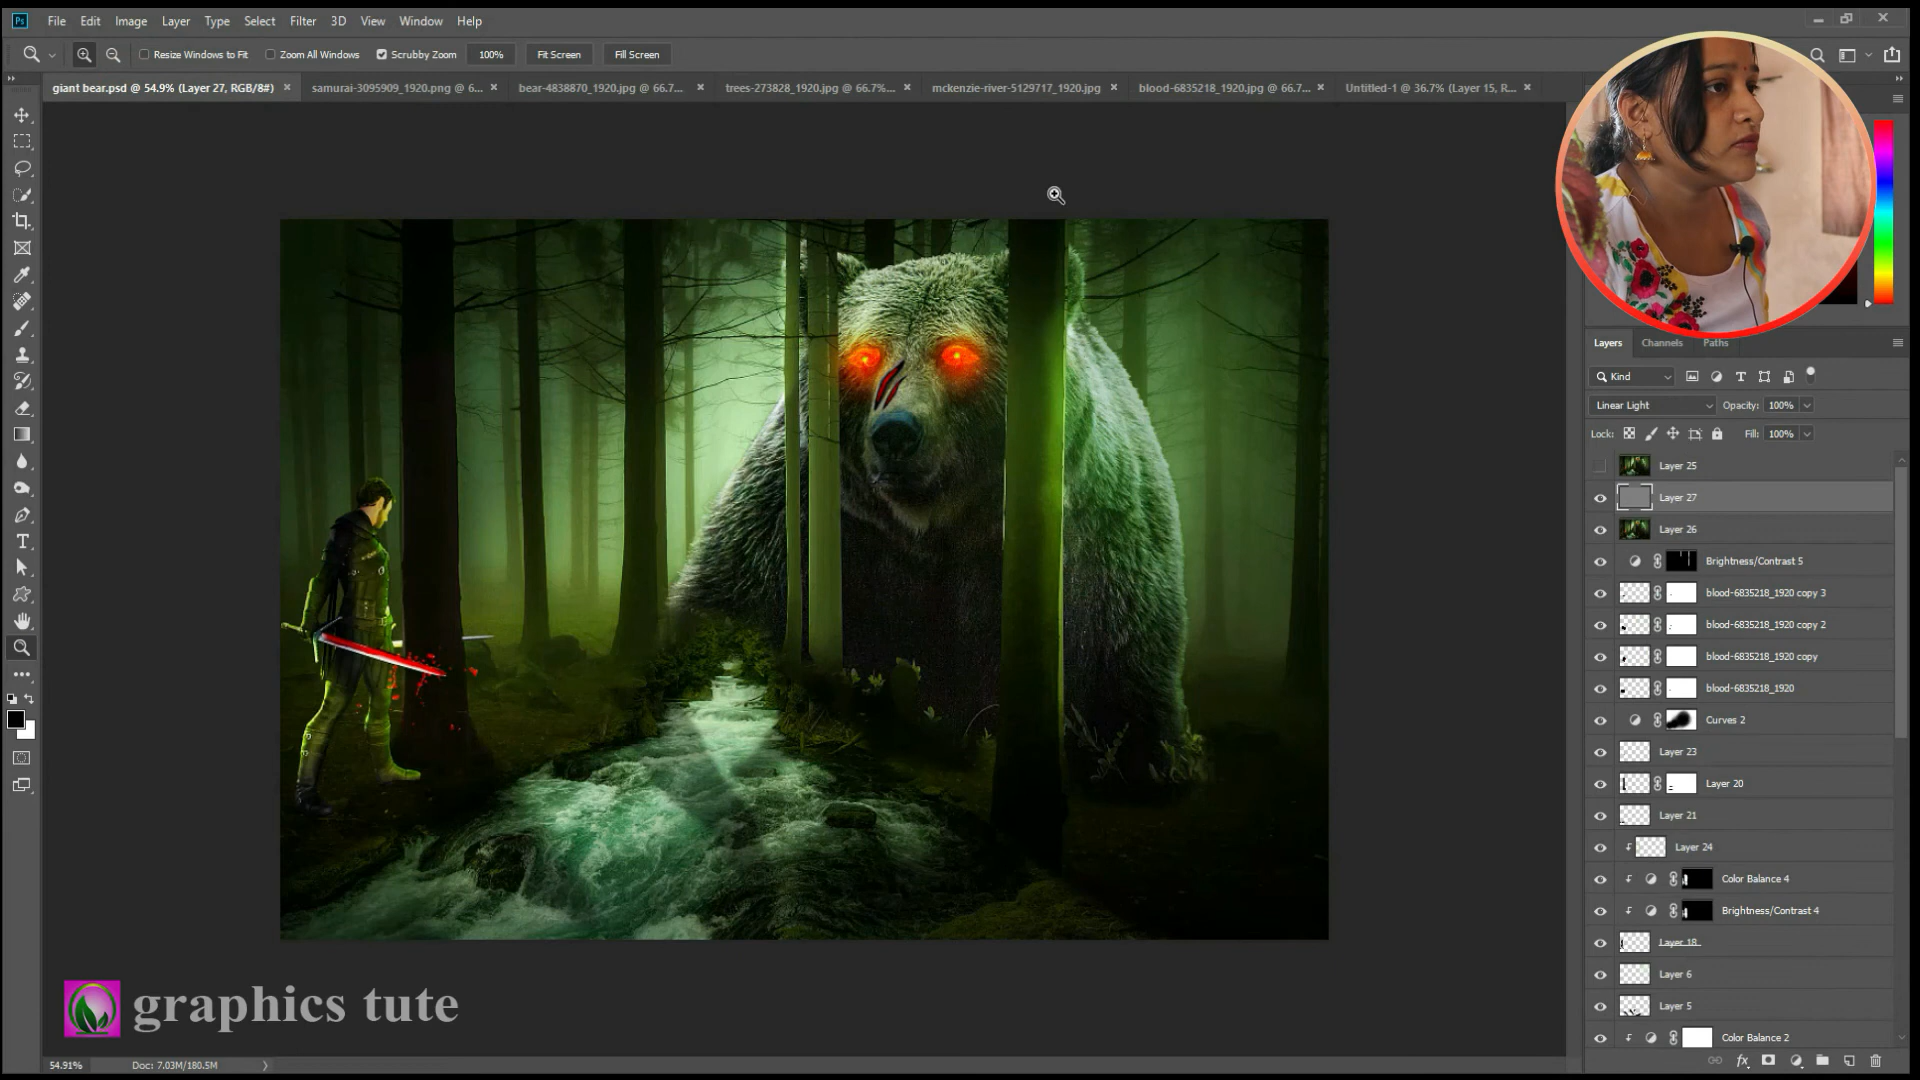 Ps File Edit Image Layer Type Select Filter 3D View Window Help
Resize Windows to Fit Zoom All Windows Scrubby Zoom 100% Fit Screen Fill Screen
giant bear.psd @ 54.9% (Layer 27, RGB/8#) samurai-3095909_1920.png @ 6... bear-4838870_1920.jpg @ 66.7... trees-273828_1920.jpg @ 66.7%... mckenzie-river-5129717_1920.jpg blood-6835218_1920.jpg @ 66.7... Untitled-1 @ 36.7% (Layer 15, R...
Layers Channels Paths
Kind
Linear Light Opacity: 100%
Lock: Fill: 100%
Layer 25
Layer 27
Layer 26
Brightness/Contrast 5
blood-6835218_1920 copy 3
blood-6835218_1920 copy 2
blood-6835218_1920 copy
blood-6835218_1920
Curves 2
Layer 23
Layer 20
Layer 21
Layer 24
Color Balance 4
Brightness/Contrast 4
Layer 18
Layer 6
Layer 5
Color Balance 2
graphics tute
54.91% Doc: 7.03M/180.5M